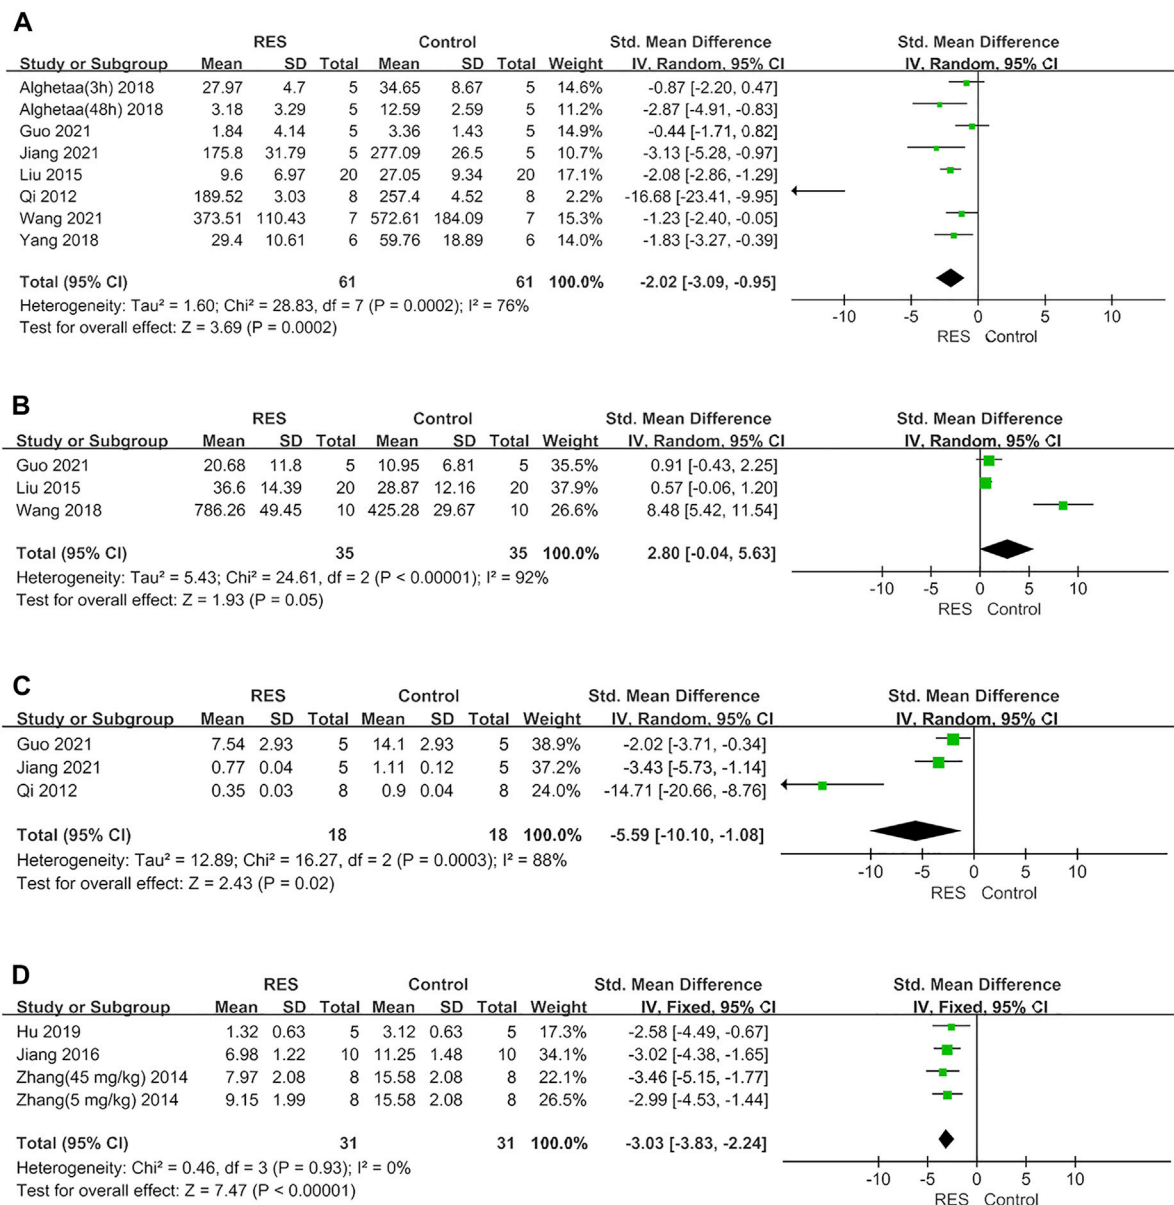 A
RES Control Std. Mean Difference Std. Mean Difference
Study or Subgroup Mean SD Total Mean SD Total Weight IV, Random, 95% CI IV, Random, 95% CI
Alghetaa(3h) 2018 27.97 4.7 5 34.65 8.67 5 14.6% -0.87 [-2.20, 0.47]
Alghetaa(48h) 2018 3.18 3.29 5 12.59 2.59 5 11.2% -2.87 [-4.91, -0.83]
Guo 2021 1.84 4.14 5 3.36 1.43 5 14.9% -0.44 [-1.71, 0.82]
Jiang 2021 175.8 31.79 5 277.09 26.5 5 10.7% -3.13 [-5.28, -0.97]
Liu 2015 9.6 6.97 20 27.05 9.34 20 17.1% -2.08 [-2.86, -1.29]
Qi 2012 189.52 3.03 8 257.4 4.52 8 2.2% -16.68 [-23.41, -9.95]
Wang 2021 373.51 110.43 7 572.61 184.09 7 15.3% -1.23 [-2.40, -0.05]
Yang 2018 29.4 10.61 6 59.76 18.89 6 14.0% -1.83 [-3.27, -0.39]
Total (95% CI) 61 61 100.0% -2.02 [-3.09, -0.95]
Heterogeneity: Tau² = 1.60; Chi² = 28.83, df = 7 (P = 0.0002); I² = 76%
Test for overall effect: Z = 3.69 (P = 0.0002)
-10 -5 0 5 10
RES Control
B
RES Control Std. Mean Difference Std. Mean Difference
Study or Subgroup Mean SD Total Mean SD Total Weight IV, Random, 95% CI IV, Random, 95% CI
Guo 2021 20.68 11.8 5 10.95 6.81 5 35.5% 0.91 [-0.43, 2.25]
Liu 2015 36.6 14.39 20 28.87 12.16 20 37.9% 0.57 [-0.06, 1.20]
Wang 2018 786.26 49.45 10 425.28 29.67 10 26.6% 8.48 [5.42, 11.54]
Total (95% CI) 35 35 100.0% 2.80 [-0.04, 5.63]
Heterogeneity: Tau² = 5.43; Chi² = 24.61, df = 2 (P < 0.00001); I² = 92%
Test for overall effect: Z = 1.93 (P = 0.05)
-10 -5 0 5 10
RES Control
C
RES Control Std. Mean Difference Std. Mean Difference
Study or Subgroup Mean SD Total Mean SD Total Weight IV, Random, 95% CI IV, Random, 95% CI
Guo 2021 7.54 2.93 5 14.1 2.93 5 38.9% -2.02 [-3.71, -0.34]
Jiang 2021 0.77 0.04 5 1.11 0.12 5 37.2% -3.43 [-5.73, -1.14]
Qi 2012 0.35 0.03 8 0.9 0.04 8 24.0% -14.71 [-20.66, -8.76]
Total (95% CI) 18 18 100.0% -5.59 [-10.10, -1.08]
Heterogeneity: Tau² = 12.89; Chi² = 16.27, df = 2 (P = 0.0003); I² = 88%
Test for overall effect: Z = 2.43 (P = 0.02)
-10 -5 0 5 10
RES Control
D
RES Control Std. Mean Difference Std. Mean Difference
Study or Subgroup Mean SD Total Mean SD Total Weight IV, Fixed, 95% CI IV, Fixed, 95% CI
Hu 2019 1.32 0.63 5 3.12 0.63 5 17.3% -2.58 [-4.49, -0.67]
Jiang 2016 6.98 1.22 10 11.25 1.48 10 34.1% -3.02 [-4.38, -1.65]
Zhang(45 mg/kg) 2014 7.97 2.08 8 15.58 2.08 8 22.1% -3.46 [-5.15, -1.77]
Zhang(5 mg/kg) 2014 9.15 1.99 8 15.58 2.08 8 26.5% -2.99 [-4.53, -1.44]
Total (95% CI) 31 31 100.0% -3.03 [-3.83, -2.24]
Heterogeneity: Chi² = 0.46, df = 3 (P = 0.93); I² = 0%
Test for overall effect: Z = 7.47 (P < 0.00001)
-10 -5 0 5 10
RES Control